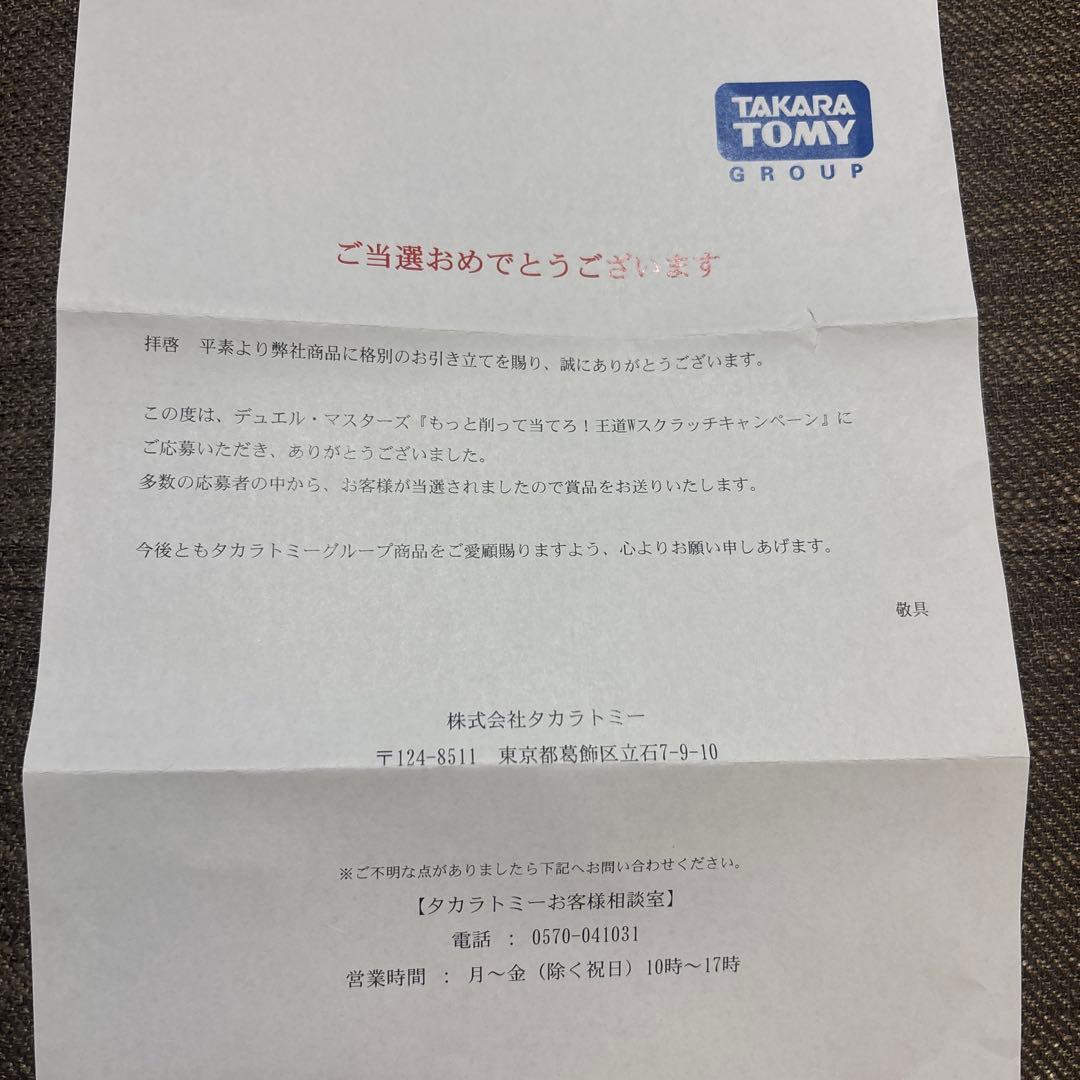 TAKARA
TOMY
GROUP
ご当選おめでとうございます
拝啓　平素より弊社商品に格別のお引き立てを賜り、誠にありがとうございます。
この度は、デュエル・マスターズ『もっと削って当てろ！王道Wスクラッチキャンペーン』に
ご応募いただき、ありがとうございました。
多数の応募者の中から、お客様が当選されましたので賞品をお送りいたします。
今後ともタカラトミーグループ商品をご愛顧賜りますよう、心よりお願い申しあげます。
敬具
株式会社タカラトミー
〒124-8511　東京都葛飾区立石7-9-10
※ご不明な点がありましたら下記へお問い合わせください。
【タカラトミーお客様相談室】
電話 ： 0570-041031
営業時間 ： 月～金（除く祝日）10時～17時